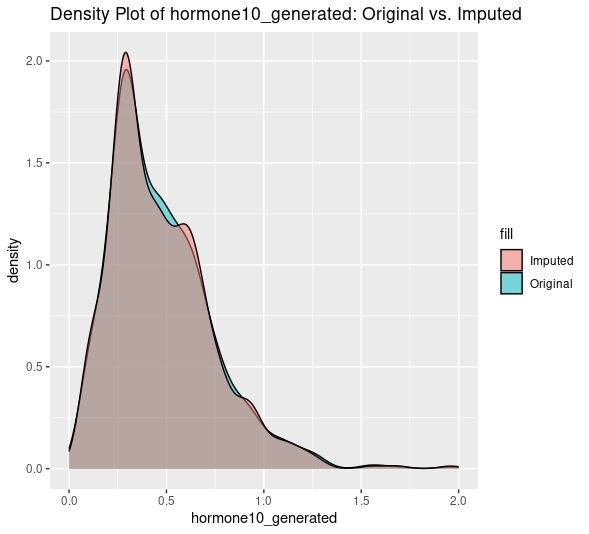 Density Plot of hormone10_generated: Original vs. Imputed
2.0
1.5
1.0
0.5
0.0
density
0.0 0.5 1.0 1.5 2.0
hormone10_generated
fill
Imputed
Original